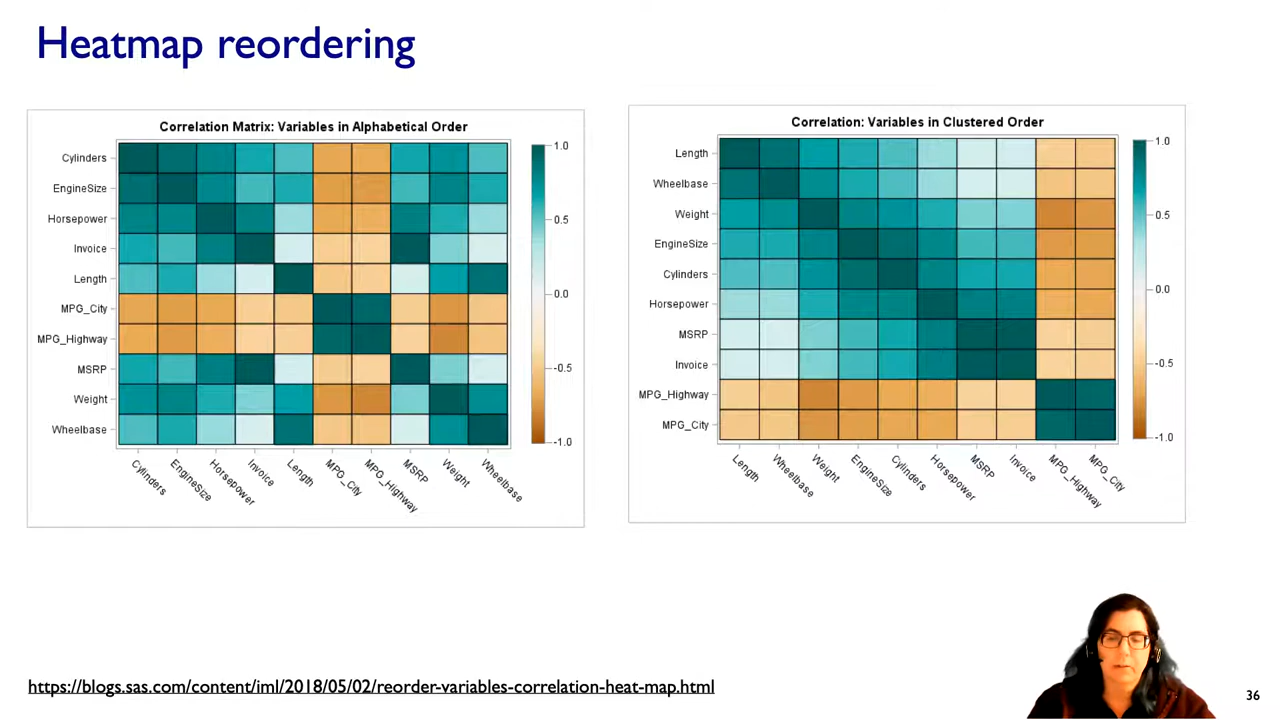 Heatmap reordering
Correlation Matrix: Variables in Alphabetical Order
Cylinders
EngineSize
Horsepower
Invoice
Length
MPG_City
MPG_Highway
MSRP
Weight
Wheelbase
1.0
0.5
0.0
-0.5
-1.0
Cylinders
EngineSize
Horsepower
Invoice
Length
MPG_City
MPG_Highway
MSRP
Weight
Wheelbase
Correlation: Variables in Clustered Order
Length
Wheelbase
Weight
EngineSize
Cylinders
Horsepower
MSRP
Invoice
MPG_Highway
MPG_City
1.0
0.5
0.0
-0.5
-1.0
Length
Wheelbase
Weight
EngineSize
Cylinders
Horsepower
MSRP
Invoice
MPG_Highway
MPG_City
https://blogs.sas.com/content/iml/2018/05/02/reorder-variables-correlation-heat-map.html
36